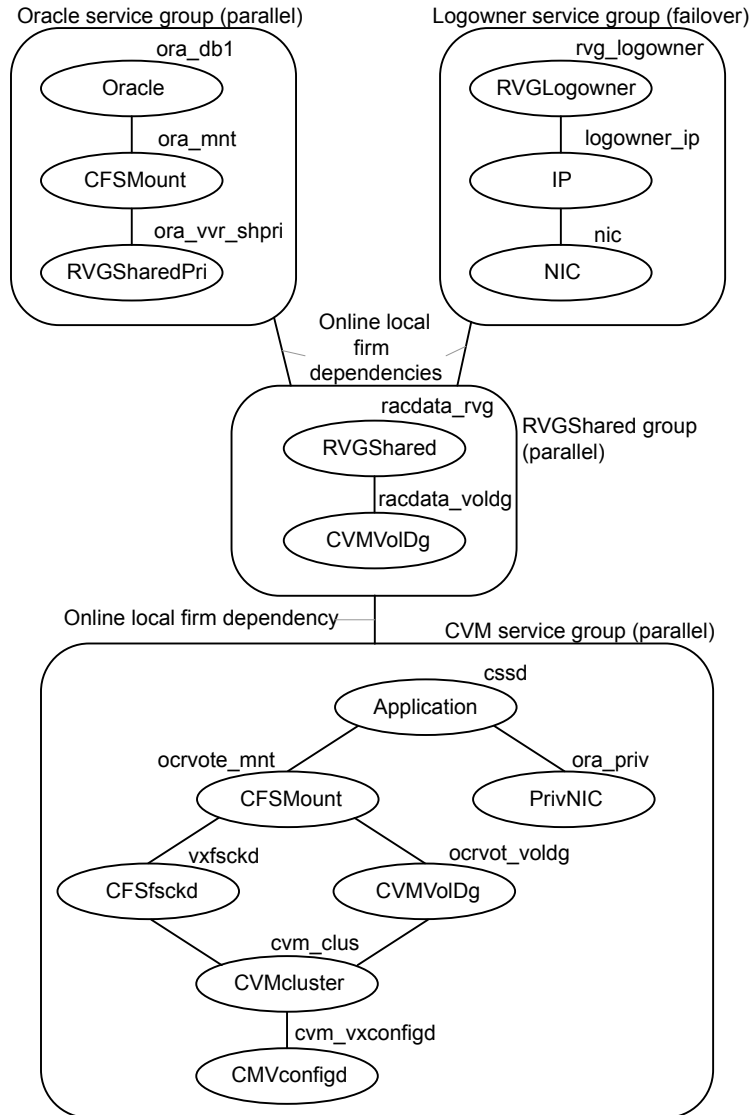 Oracle service group (parallel)
ora_db1
Oracle
ora_mnt
CFSMount
ora_vvr_shpri
RVGSharedPri
Logowner service group (failover)
rvg_logowner
RVGLogowner
logowner_ip
IP
nic
NIC
Online local
firm
dependencies
racdata_rvg
RVGShared
racdata_voldg
CVMVolDg
RVGShared group
(parallel)
Online local firm dependency
CVM service group (parallel)
cssd
Application
ocrvote_mnt
CFSMount
ora_priv
PrivNIC
vxfsckd
CFSfsckd
ocrvot_voldg
CVMVolDg
cvm_clus
CVMcluster
cvm_vxconfigd
CMVconfigd